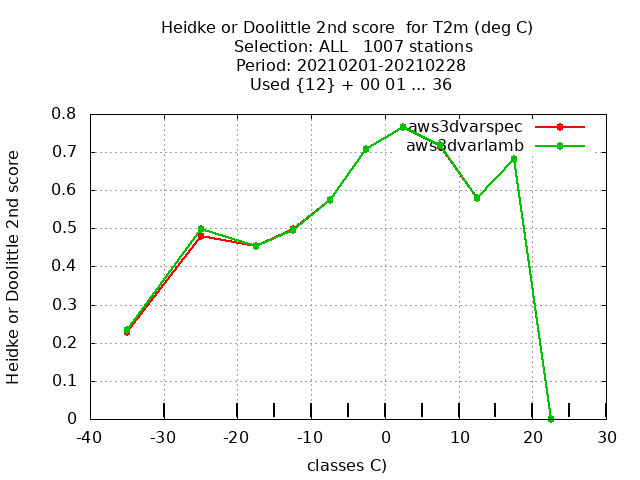 Heidke or Doolittle 2nd score  for T2m (deg C)
Selection: ALL   1007 stations
Period: 20210201-20210228
Used {12} + 00 01 ... 36
0.8
0.7
0.6
0.5
0.4
0.3
0.2
0.1
0
Heidke or Doolittle 2nd score
aws3dvarspec
aws3dvarlamb
-40 -30 -20 -10 0 10 20 30
classes C)